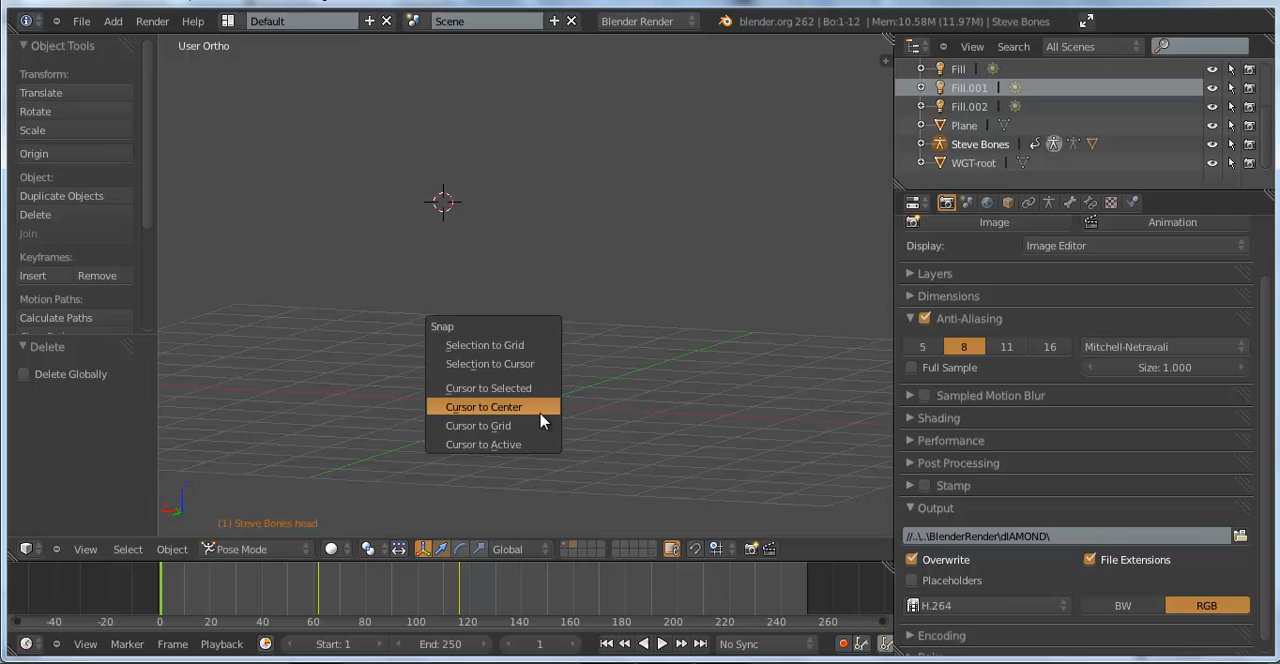 File Add Render Help Default Scene Blender Render blender.org 262 | Bo:1-12 | Mem:10.58M (11.97M) | Steve Bones
Object Tools
Transform:
Translate
Rotate
Scale
Origin
Object:
Duplicate Objects
Delete
Join
Keyframes:
Insert Remove
Motion Paths:
Calculate Paths
Delete
Delete Globally
User Ortho
Snap
Selection to Grid
Selection to Cursor
Cursor to Selected
Cursor to Center
Cursor to Grid
Cursor to Active
(1) Steve Bones head
View Select Object Pose Mode Global
-40 -20 0 20 40 60 80 100 120 140 160 180 200 220 240 260
View Marker Frame Playback Start: 1 End: 250 1 No Sync
View Search All Scenes
Fill
Fill.001
Fill.002
Plane
Steve Bones
WGT-root
Image Animation
Display: Image Editor
Layers
Dimensions
Anti-Aliasing
5 8 11 16 Mitchell-Netravali
Full Sample Size: 1.000
Sampled Motion Blur
Shading
Performance
Post Processing
Stamp
Output
//..\..\BlenderRender\dIAMOND\
Overwrite File Extensions
Placeholders
H.264 BW RGB
Encoding